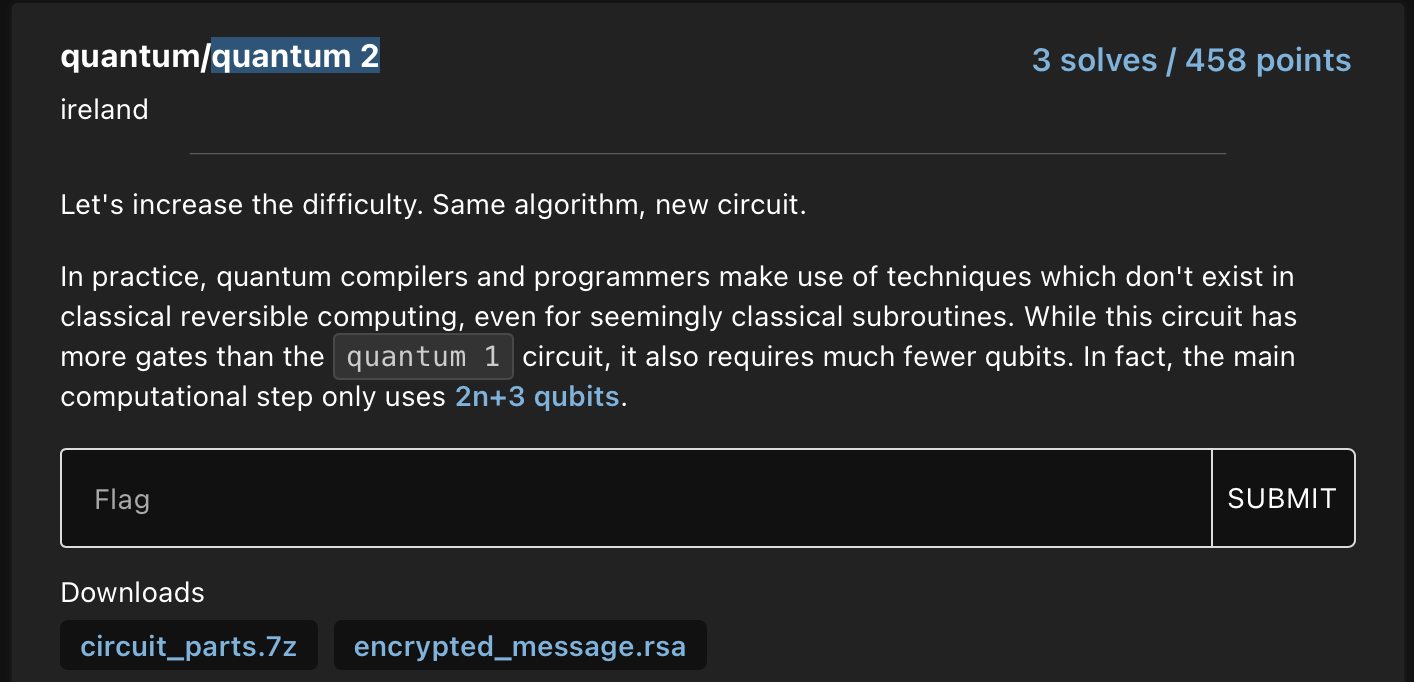 quantum/quantum 2
3 solves / 458 points
ireland
Let's increase the difficulty. Same algorithm, new circuit.
In practice, quantum compilers and programmers make use of techniques which don't exist in
classical reversible computing, even for seemingly classical subroutines. While this circuit has
more gates than the quantum 1 circuit, it also requires much fewer qubits. In fact, the main
computational step only uses 2n+3 qubits.
Flag
SUBMIT
Downloads
circuit_parts.7z
encrypted_message.rsa